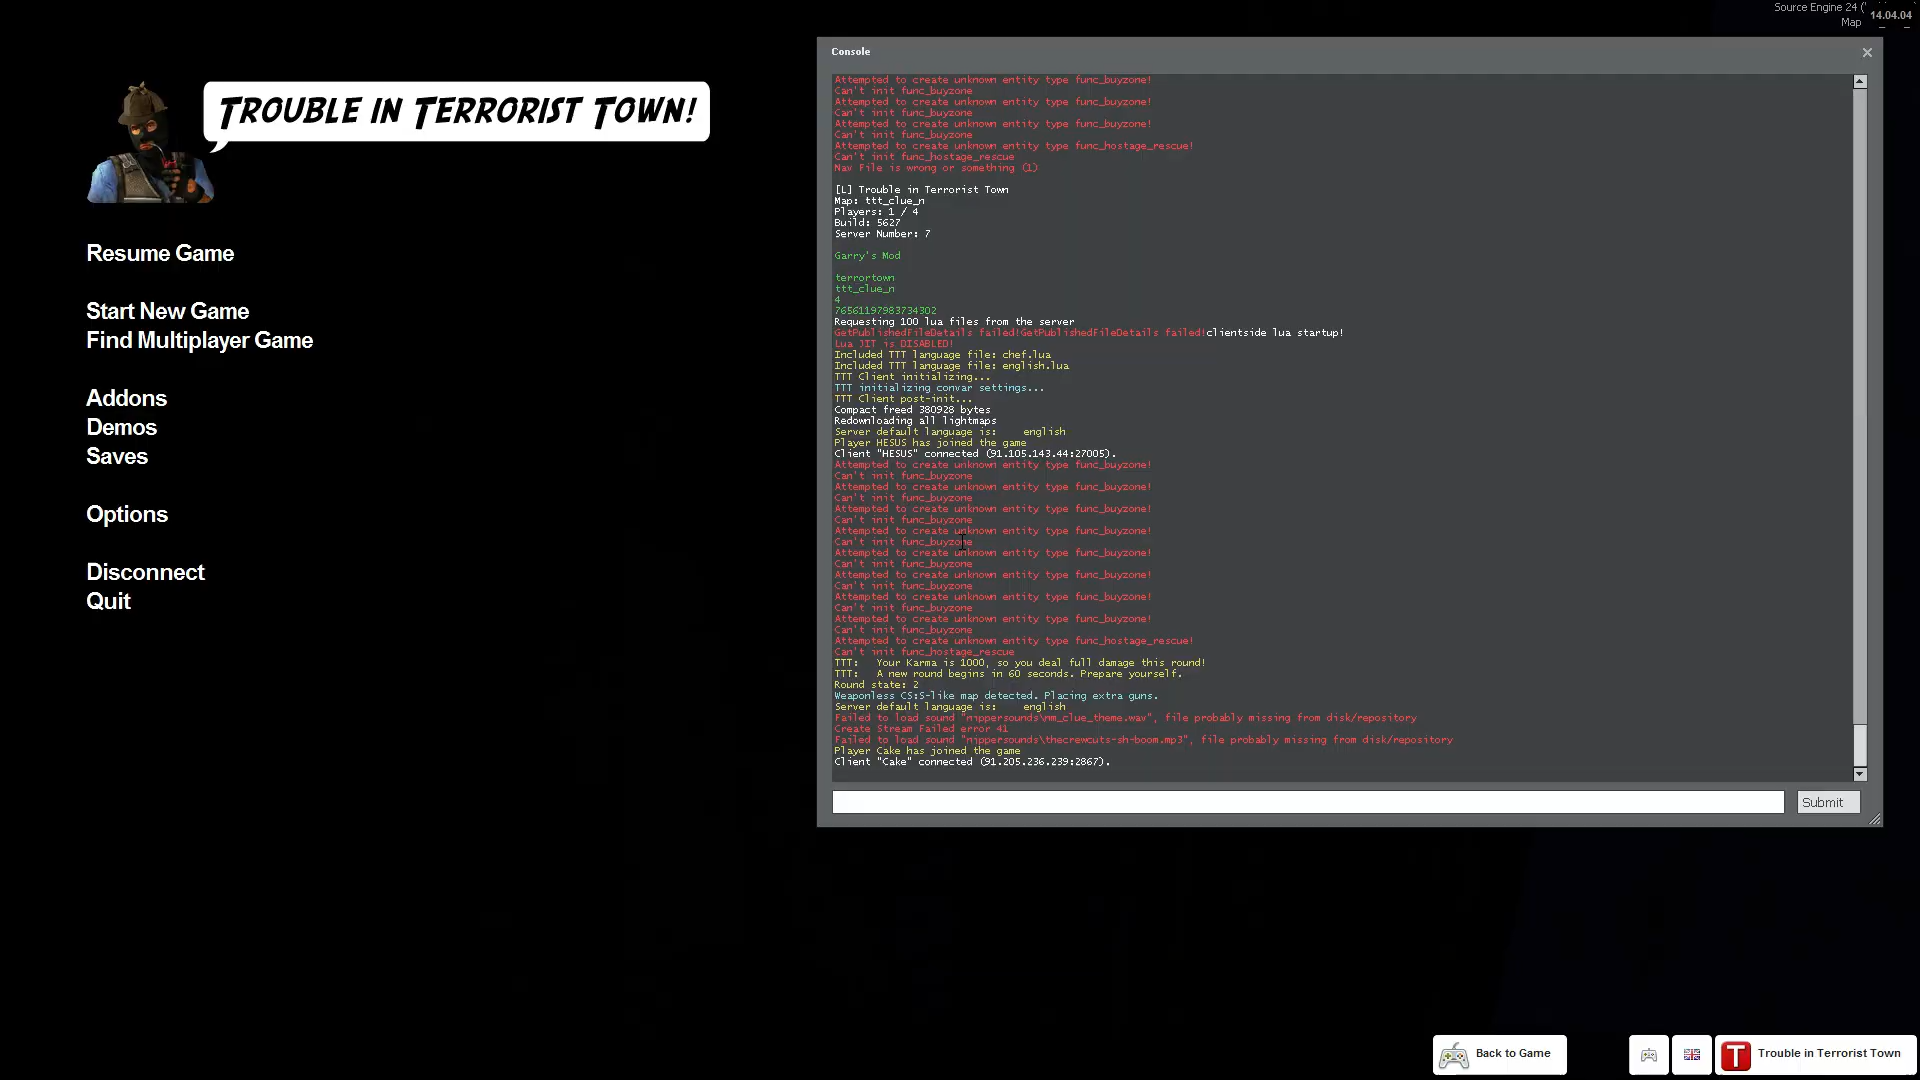 Source Engine 24 (
Map
14.04.04
TROUBLE IN TERRORIST TOWN!
Resume Game
Start New Game
Find Multiplayer Game
Addons
Demos
Saves
Options
Disconnect
Quit
Console
Attempted to create unknown entity type func_buyzone!
Can't init func_buyzone
Attempted to create unknown entity type func_buyzone!
Can't init func_buyzone
Attempted to create unknown entity type func_buyzone!
Can't init func_buyzone
Attempted to create unknown entity type func_hostage_rescue!
Can't init func_hostage_rescue
Nav File is wrong or something (1)
[L] Trouble in Terrorist Town
Map: ttt_clue_n
Players: 1 / 4
Build: 5627
Server Number: 7
Garry's Mod
terrortown
ttt_clue_n
4
76561197983734302
Requesting 100 lua files from the server
GetPublishedFileDetails failed!GetPublishedFileDetails failed!clientside lua startup!
Lua JIT is DISABLED!
Included TTT language file: chef.lua
Included TTT language file: english.lua
TTT Client initializing...
TTT initializing convar settings...
TTT Client post-init...
Compact freed 380928 bytes
Redownloading all lightmaps
Server default language is: english
Player HESUS has joined the game
Client "HESUS" connected (91.105.143.44:27005).
Attempted to create unknown entity type func_buyzone!
Can't init func_buyzone
Attempted to create unknown entity type func_buyzone!
Can't init func_buyzone
Attempted to create unknown entity type func_buyzone!
Can't init func_buyzone
Attempted to create unknown entity type func_buyzone!
Can't init func_buyzone
Attempted to create unknown entity type func_buyzone!
Can't init func_buyzone
Attempted to create unknown entity type func_buyzone!
Can't init func_buyzone
Attempted to create unknown entity type func_buyzone!
Can't init func_buyzone
Attempted to create unknown entity type func_buyzone!
Can't init func_buyzone
Attempted to create unknown entity type func_hostage_rescue!
Can't init func_hostage_rescue
TTT: Your Karma is 1000, so you deal full damage this round!
TTT: A new round begins in 60 seconds. Prepare yourself.
Round state: 2
Weaponless CS:S-like map detected. Placing extra guns.
Server default language is: english
Failed to load sound "nippersounds\nm_clue_theme.wav", file probably missing from disk/repository
Create Stream Failed error 41
Failed to load sound "nippersounds\thecrewcuts-sh-boom.mp3", file probably missing from disk/repository
Player Cake has joined the game
Client "Cake" connected (91.205.236.239:2867).
Submit
Back to Game
T
Trouble in Terrorist Town